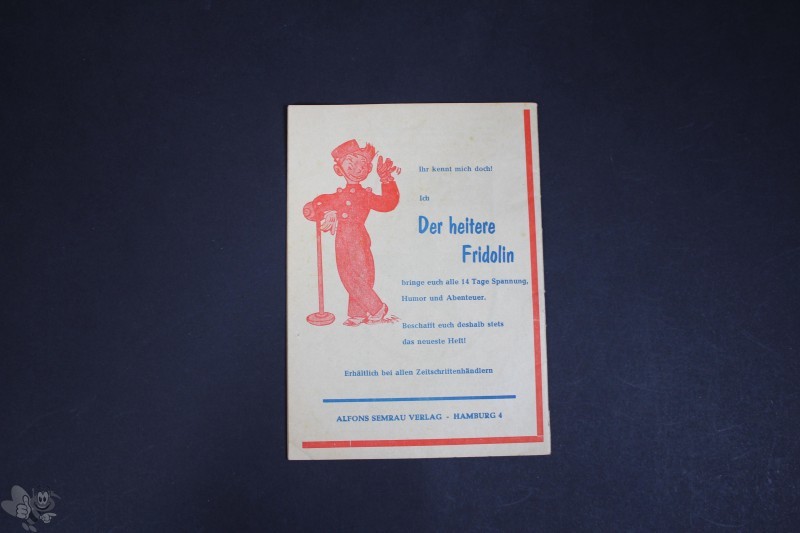 Ihr kennt mich doch!
Ich
Der heitere
Fridolin
bringe euch alle 14 Tage Spannung,
Humor und Abenteuer.
Beschafft euch deshalb stets
das neueste Heft!
Erhältlich bei allen Zeitschriftenhändlern
ALFONS SEMRAU VERLAG - HAMBURG 4